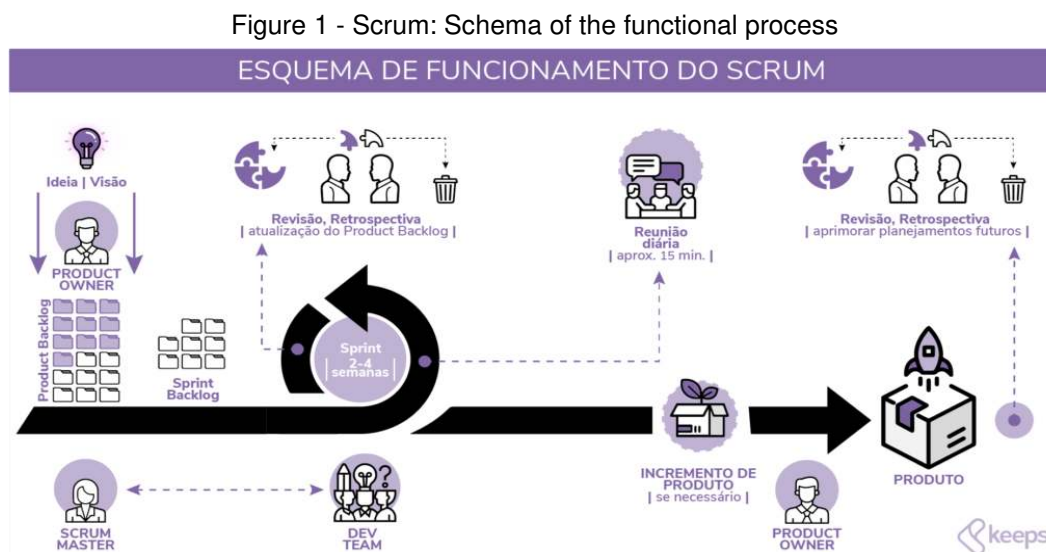 Figure 1 - Scrum: Schema of the functional process
ESQUEMA DE FUNCIONAMENTO DO SCRUM
Ideia | Visão
PRODUCT
OWNER
Product Backlog
Sprint
Backlog
Revisão, Retrospectiva
| atualização do Product Backlog |
Sprint
2-4
| semanas |
Reunião
diária
| aprox. 15 min. |
Revisão, Retrospectiva
| aprimorar planejamentos futuros |
SCRUM
MASTER
DEV
TEAM
INCREMENTO DE
PRODUTO
| se necessário |
PRODUCT
OWNER
PRODUTO
keeps